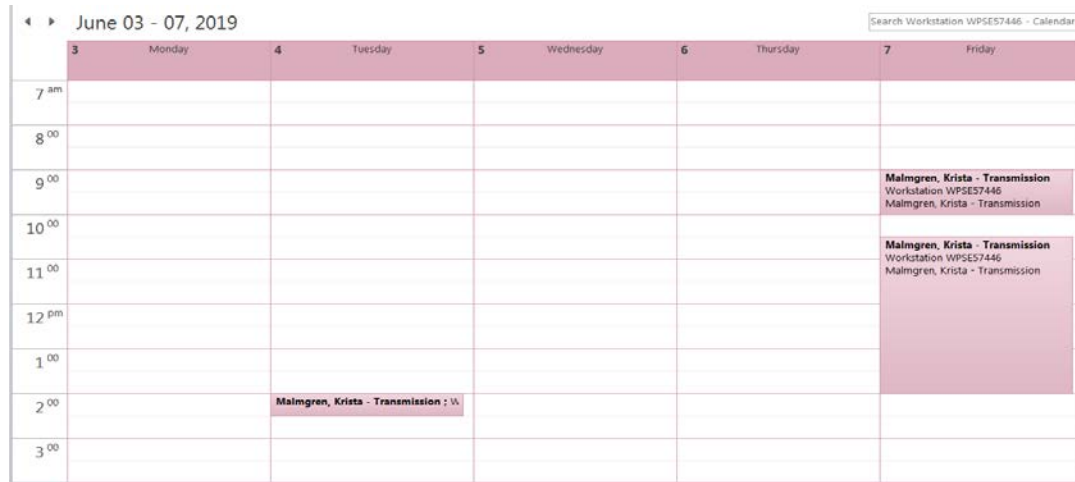 June 03 - 07, 2019
Search Workstation WPSE57446 - Calendar
3 Monday 4 Tuesday 5 Wednesday 6 Thursday 7 Friday
7 am
8 00
9 00
Malmgren, Krista - Transmission
Workstation WPSE57446
Malmgren, Krista - Transmission
10 00
Malmgren, Krista - Transmission
Workstation WPSE57446
Malmgren, Krista - Transmission
11 00
12 pm
1 00
2 00
Malmgren, Krista - Transmission ;
3 00